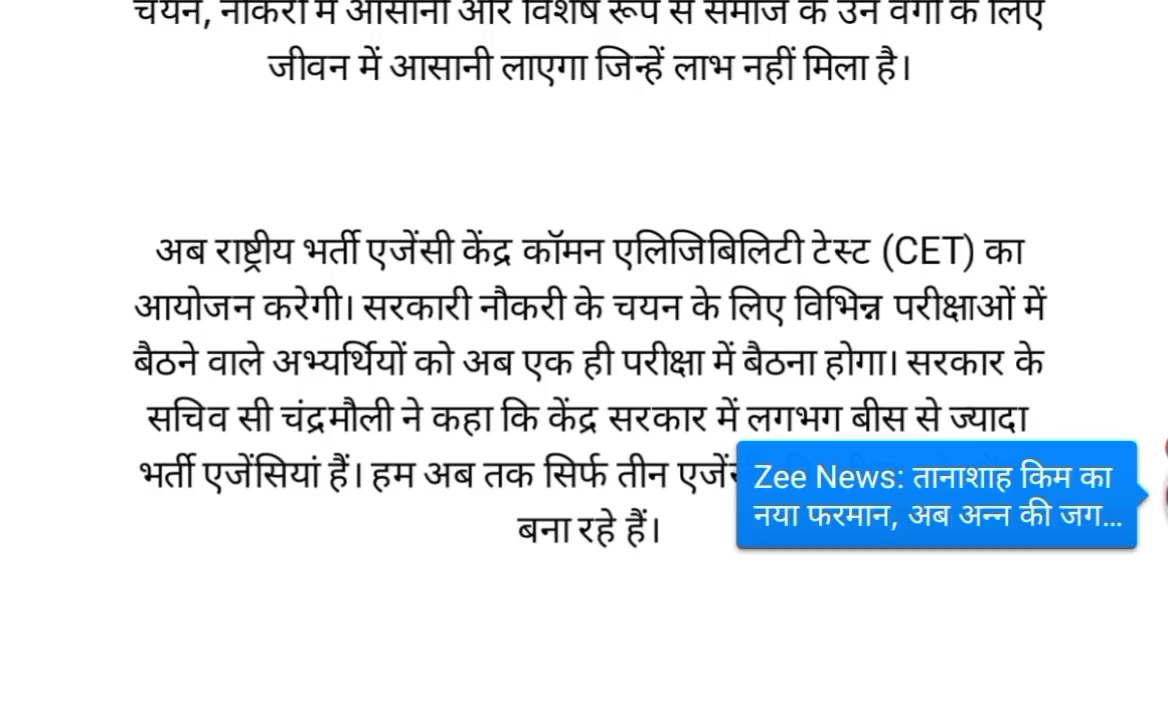 चयन, नौकरी में आसानी और विशेष रूप से समाज के उन वर्गों के लिए
जीवन में आसानी लाएगा जिन्हें लाभ नहीं मिला है।
अब राष्ट्रीय भर्ती एजेंसी केंद्र कॉमन एलिजिबिलिटी टेस्ट (CET) का
आयोजन करेगी। सरकारी नौकरी के चयन के लिए विभिन्न परीक्षाओं में
बैठने वाले अभ्यर्थियों को अब एक ही परीक्षा में बैठना होगा। सरकार के
सचिव सी चंद्रमौली ने कहा कि केंद्र सरकार में लगभग बीस से ज्यादा
भर्ती एजेंसियां हैं। हम अब तक सिर्फ तीन
बना रहे हैं।
Zee News: तानाशाह किम का
नया फरमान, अब अन्न की जग...